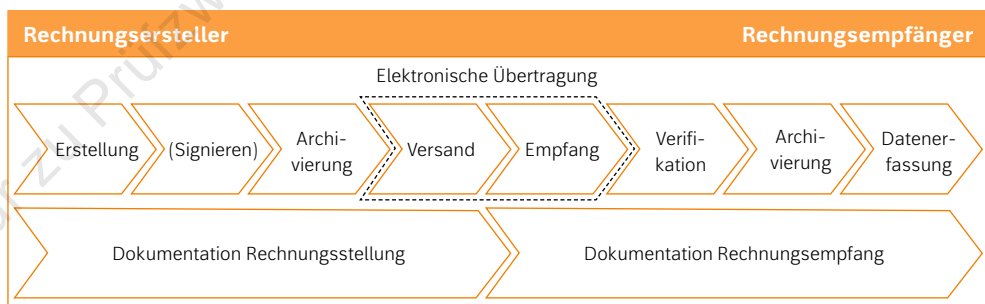 Rechnungsersteller
Rechnungsempfänger
Elektronische Übertragung
Erstellung
(Signieren)
Archi-
vierung
Versand
Empfang
Verifi-
kation
Archi-
vierung
Datener-
fassung
Dokumentation Rechnungsstellung
Dokumentation Rechnungsempfang
zu